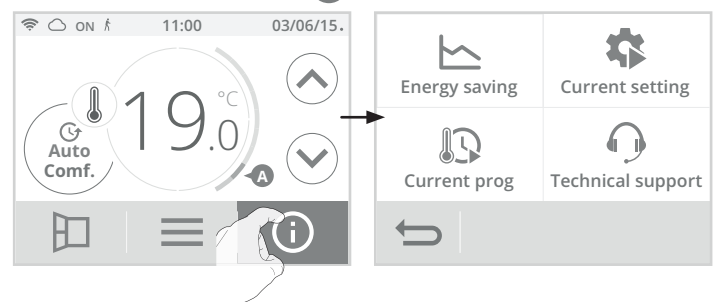 ON 11:00 03/06/15.
19.0 °C
Auto
Comf.
A
Energy saving
Current setting
Current prog
Technical support